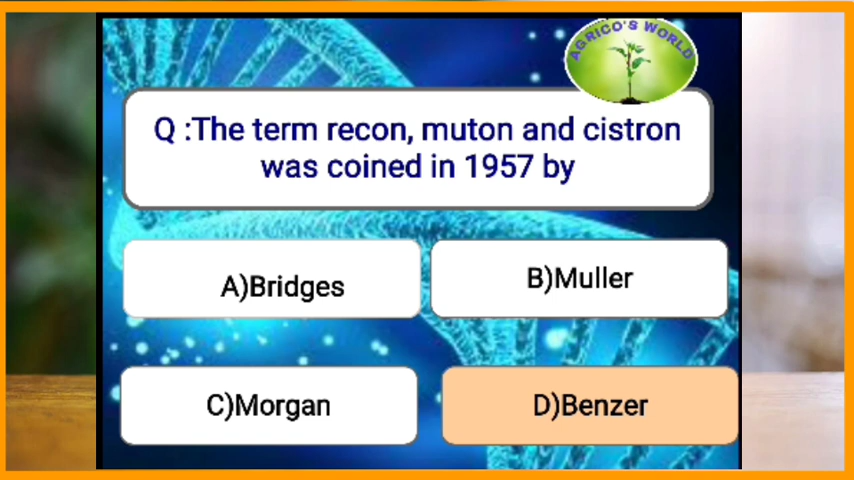 AGRICO'S WORLD
Q :The term recon, muton and cistron
was coined in 1957 by
A)Bridges
B)Muller
C)Morgan
D)Benzer